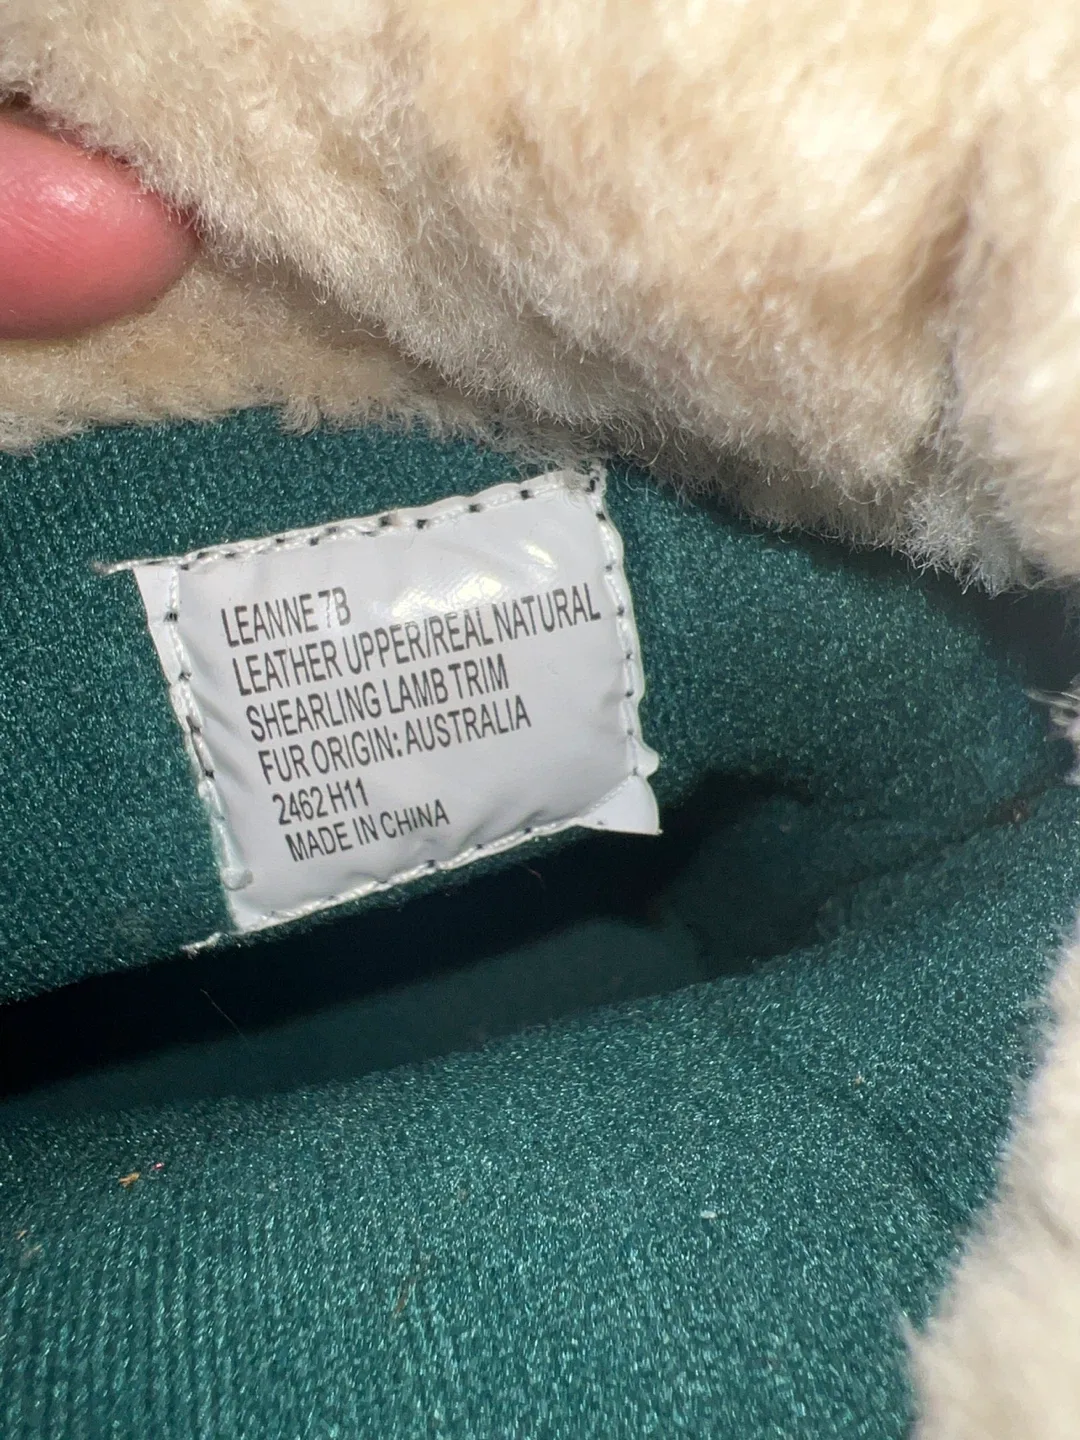 LEANNE 7B
LEATHER UPPER/REAL NATURAL
SHEARLING LAMB TRIM
FUR ORIGIN: AUSTRALIA
2462 H11
MADE IN CHINA